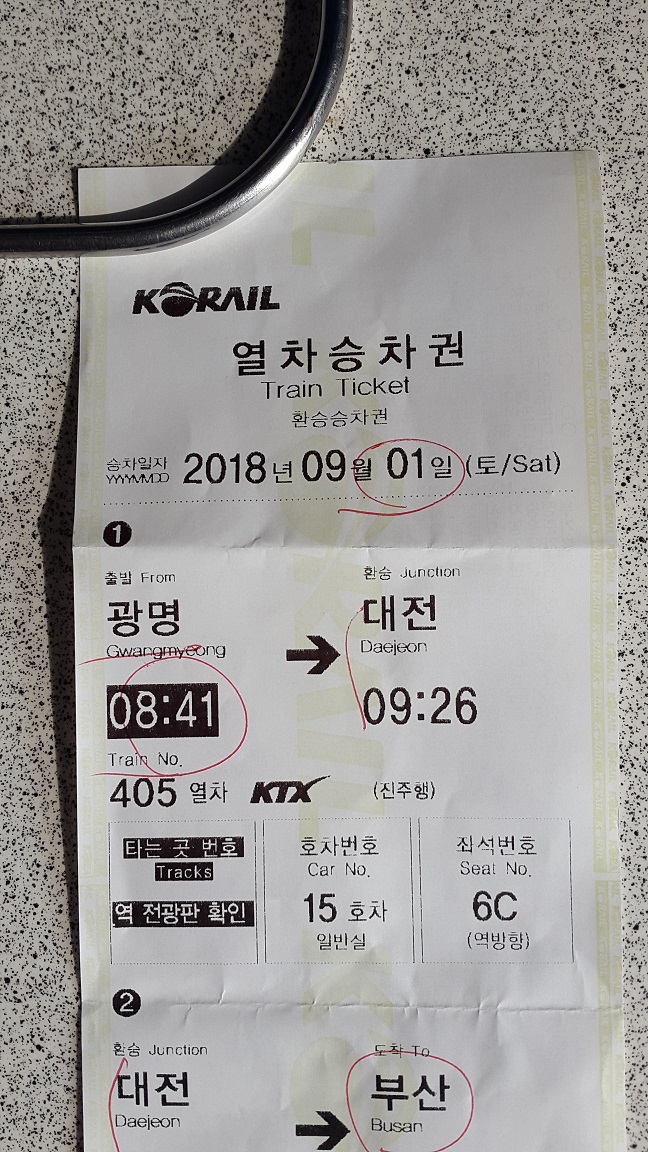 KORAIL
열차승차권
Train Ticket
환승승차권
승차일자
YYYY.MM.DD
2018년 09월 01일 (토/Sat)
1
출발 From
광명
Gwangmyeong
08:41
환승 Junction
대전
Daejeon
09:26
Train No.
405 열차 KTX (진주행)
타는 곳 번호
Tracks
역 전광판 확인
호차번호
Car No.
15 호차
일반실
좌석번호
Seat No.
6C
(역방향)
2
환승 Junction
대전
Daejeon
도착 To
부산
Busan